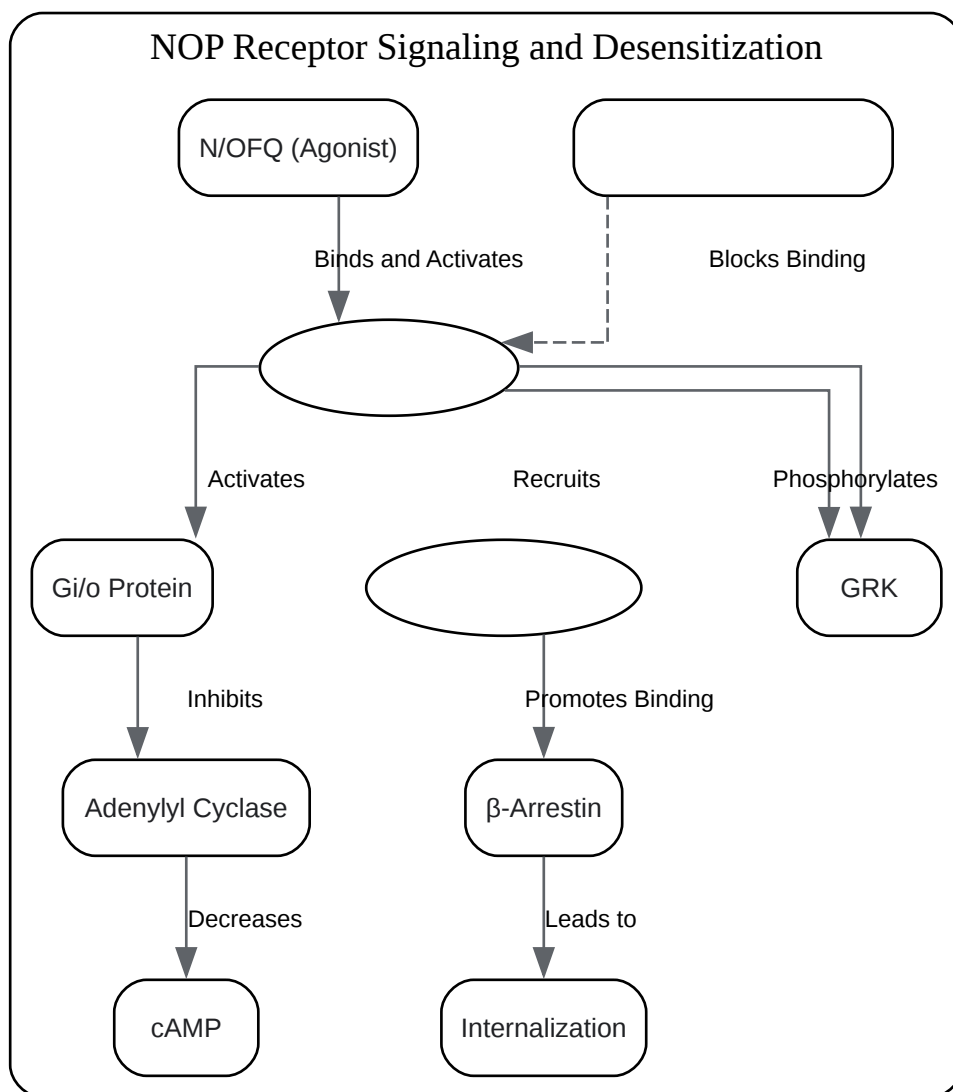 NOP Receptor Signaling and Desensitization
N/OFQ (Agonist)
Binds and Activates
Blocks Binding
Activates
Recruits
Phosphorylates
Gi/o Protein
GRK
Inhibits
Promotes Binding
Adenylyl Cyclase
β-Arrestin
Decreases
Leads to
cAMP
Internalization